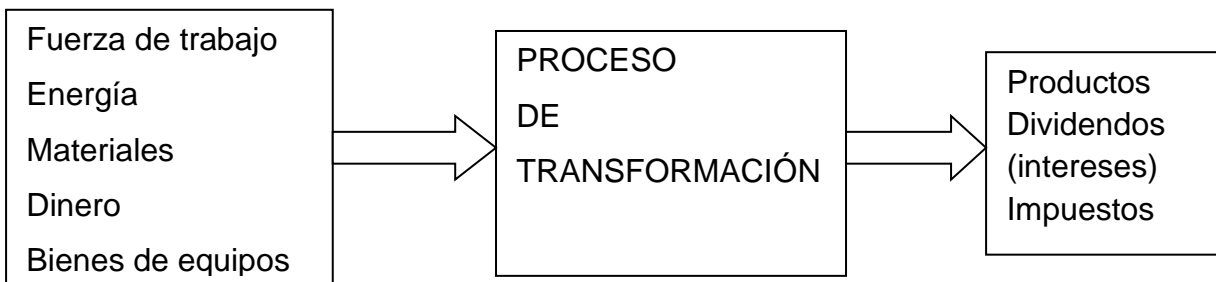 Fuerza de trabajo
Energía
Materiales
Dinero
Bienes de equipos
PROCESO
DE
TRANSFORMACIÓN
Productos
Dividendos
(intereses)
Impuestos